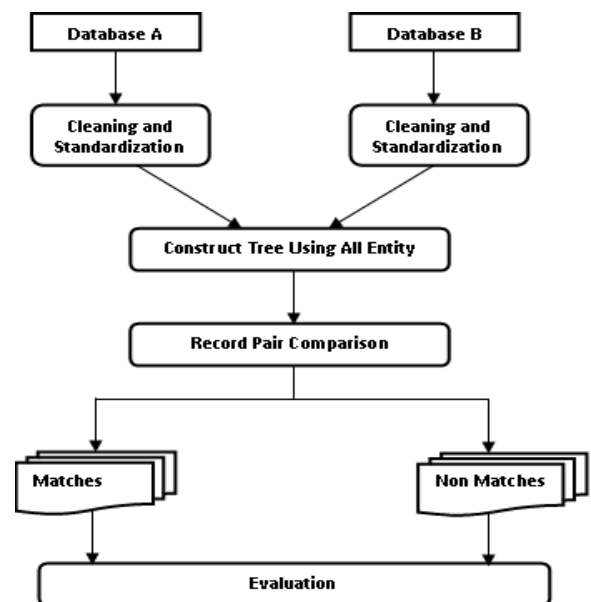 Database A
Database B
Cleaning and
Standardization
Cleaning and
Standardization
Construct Tree Using All Entity
Record Pair Comparison
Matches
Non Matches
Evaluation